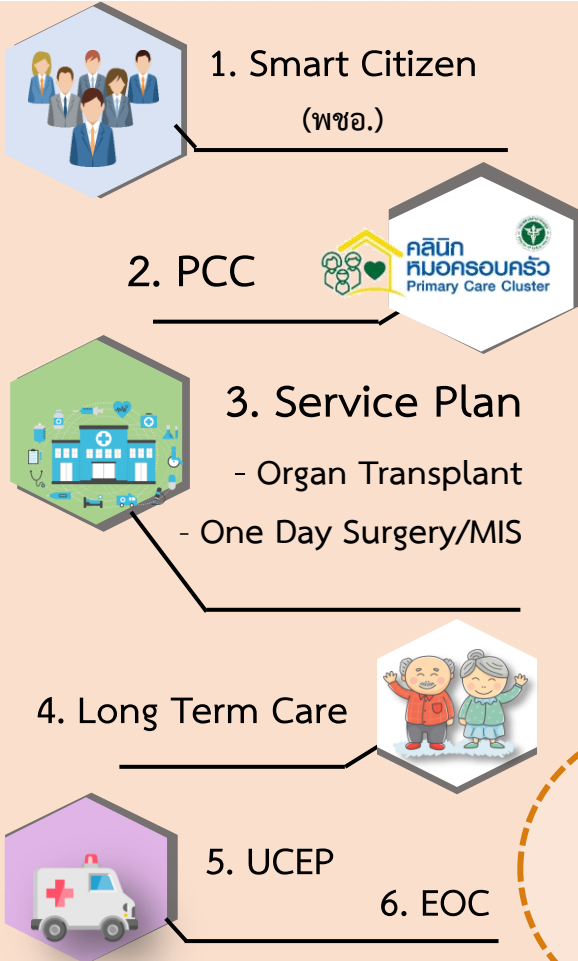 1. Smart Citizen
(พชอ.)
2. PCC
คลินิก
หมอครอบครัว
Primary Care Cluster
3. Service Plan
- Organ Transplant
- One Day Surgery/MIS
4. Long Term Care
5. UCEP
6. EOC